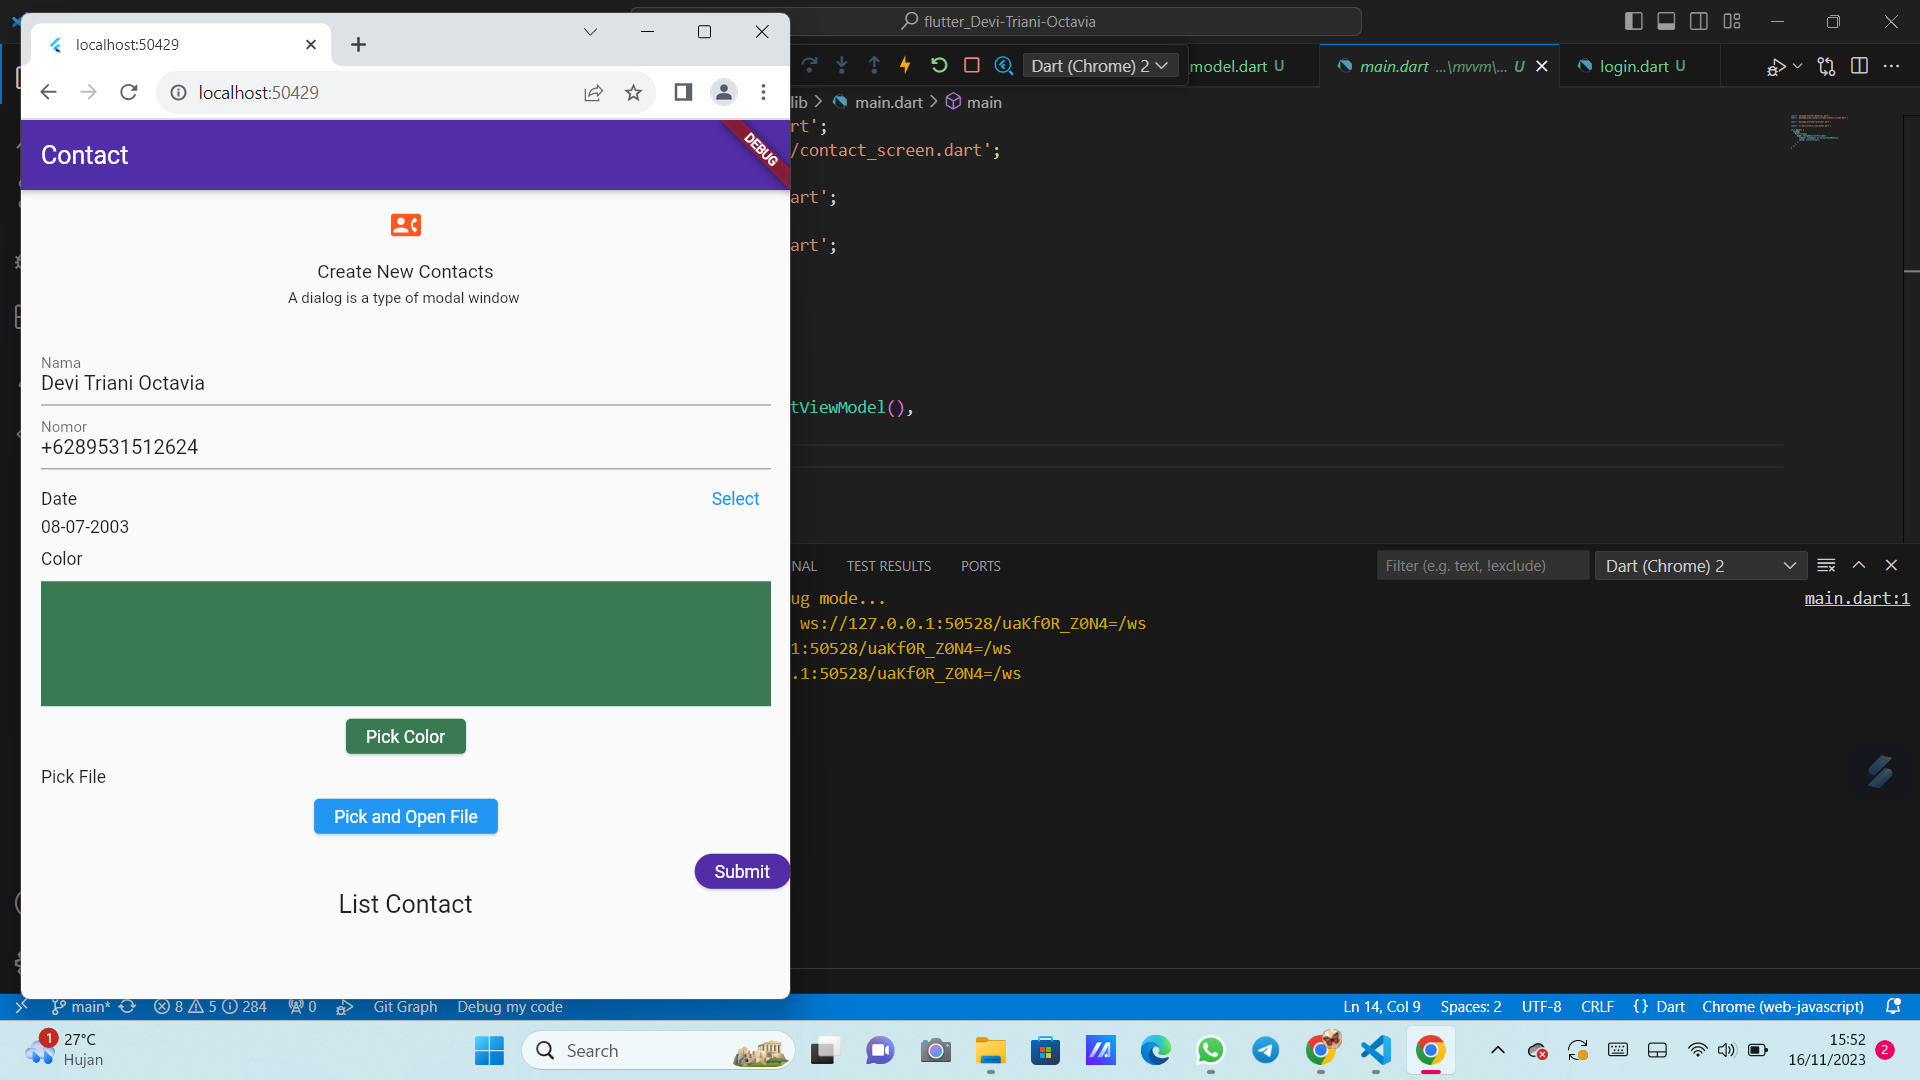 localhost:50429
localhost:50429
Contact
DEBUG
Create New Contacts
A dialog is a type of modal window
Nama
Devi Triani Octavia
Nomor
+6289531512624
Date
Select
08-07-2003
Color
Pick Color
Pick File
Pick and Open File
Submit
List Contact
flutter_Devi-Triani-Octavia
Dart (Chrome) 2
model.dart U
main.dart ...\mvvm\... U
login.dart U
lib > main.dart > main
rt';
/contact_screen.dart';
art';
art';
tViewModel(),
NAL
TEST RESULTS
PORTS
Filter (e.g. text, !exclude)
Dart (Chrome) 2
ug mode...
main.dart:1
ws://127.0.0.1:50528/uaKf0R_Z0N4=/ws
1:50528/uaKf0R_Z0N4=/ws
.1:50528/uaKf0R_Z0N4=/ws
main* 8 5 284 0 Git Graph Debug my code
Ln 14, Col 9 Spaces: 2 UTF-8 CRLF {} Dart Chrome (web-javascript)
1
27°C
Hujan
Search
15:52
16/11/2023
2